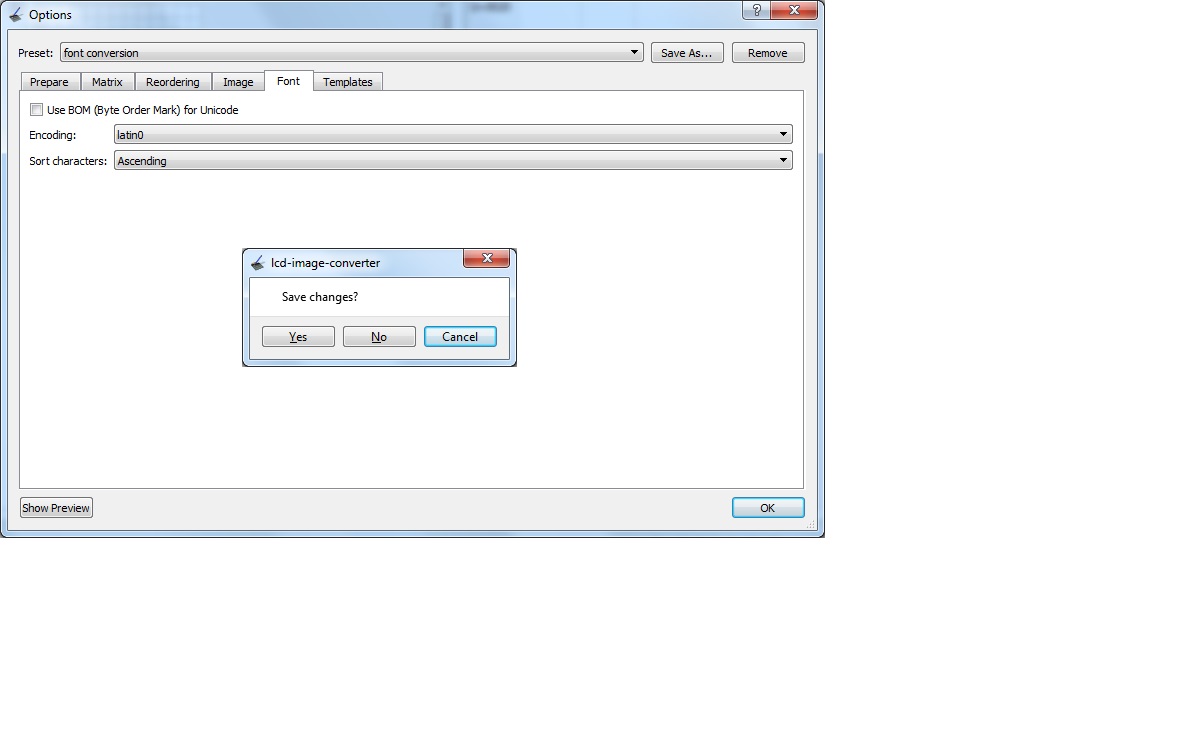 Options
?
Preset: font conversion Save As... Remove
Prepare Matrix Reordering Image Font Templates
Use BOM (Byte Order Mark) for Unicode
Encoding: latin0
Sort characters: Ascending
lcd-image-converter
Save changes?
Yes No Cancel
Show Preview OK